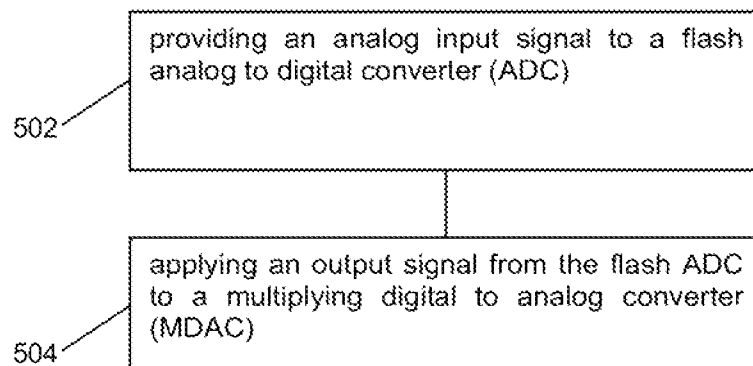 providing an analog input signal to a flash
analog to digital converter (ADC)
502
applying an output signal from the flash ADC
to a multiplying digital to analog converter
(MDAC)
504